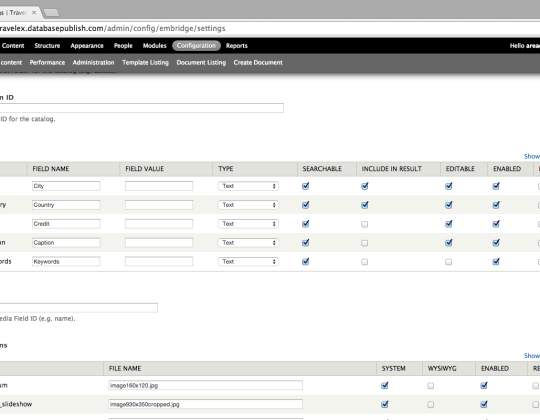 gs | Travel ×
ravelex.databasepublish.com/admin/config/embridge/settings
Content Structure Appearance People Modules Configuration Reports Hello area
content Performance Administration Template Listing Document Listing Create Document
n ID
ID for the catalog.
Show
FIELD NAME FIELD VALUE TYPE SEARCHABLE INCLUDE IN RESULT EDITABLE ENABLED
City Text
ry Country Text
Credit Text
on Caption Text
ords Keywords Text
edia Field ID (e.g. name).
ns
Show
FILE NAME SYSTEM WYSIWYG ENABLED RE
um image160x120.jpg
_slideshow image930x350cropped.jpg